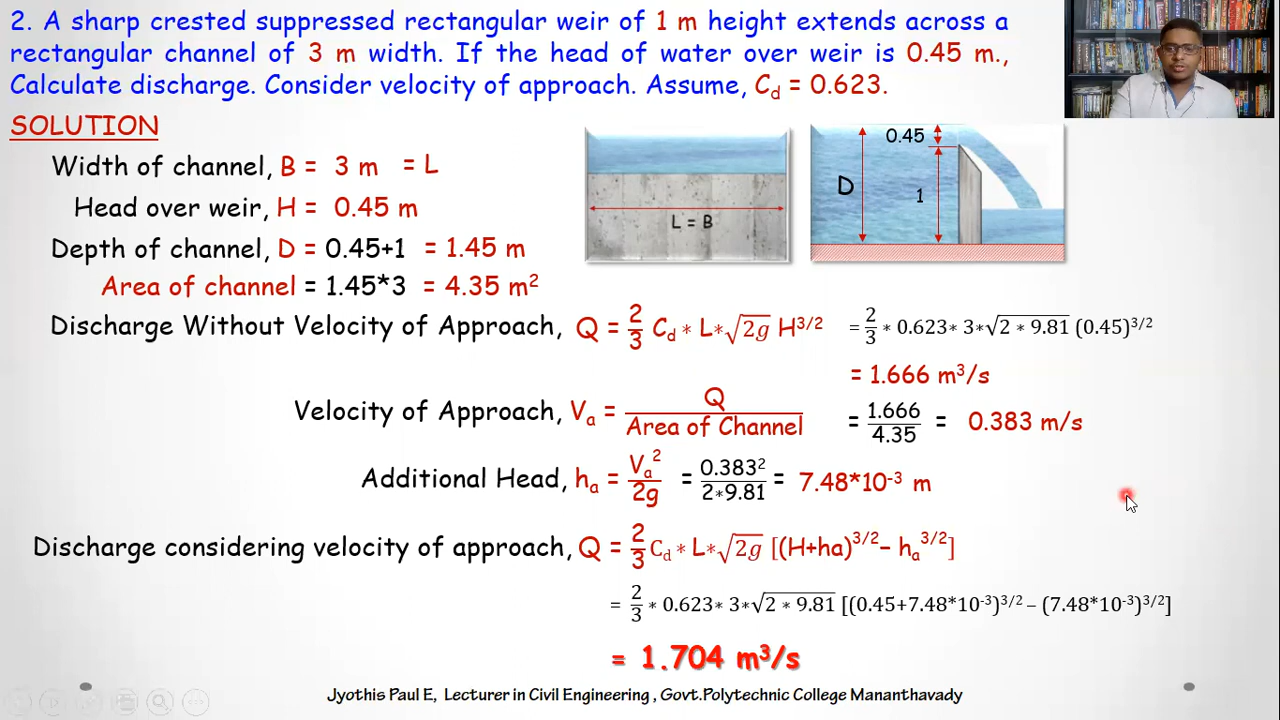 2. A sharp crested suppressed rectangular weir of 1 m height extends across a
rectangular channel of 3 m width. If the head of water over weir is 0.45 m.,
Calculate discharge. Consider velocity of approach. Assume, C_d = 0.623.
SOLUTION
Width of channel, B = 3 m = L
Head over weir, H = 0.45 m
Depth of channel, D = 0.45+1 = 1.45 m
Area of channel = 1.45*3 = 4.35 m²
L = B
0.45
D
1
Discharge Without Velocity of Approach, Q = 2/3 C_d * L*√2g H^3/2 = 2/3 * 0.623* 3*√2 * 9.81 (0.45)^3/2
= 1.666 m³/s
Velocity of Approach, V_a = Q/Area of Channel = 1.666/4.35 = 0.383 m/s
Additional Head, h_a = V_a²/2g = 0.383²/2*9.81 = 7.48*10^-3 m
Discharge considering velocity of approach, Q = 2/3 C_d * L*√2g [(H+ha)^3/2 – h_a^3/2]
= 2/3 * 0.623* 3*√2 * 9.81 [(0.45+7.48*10^-3)^3/2 – (7.48*10^-3)^3/2]
= 1.704 m³/s
Jyothis Paul E, Lecturer in Civil Engineering , Govt.Polytechnic College Mananthavady